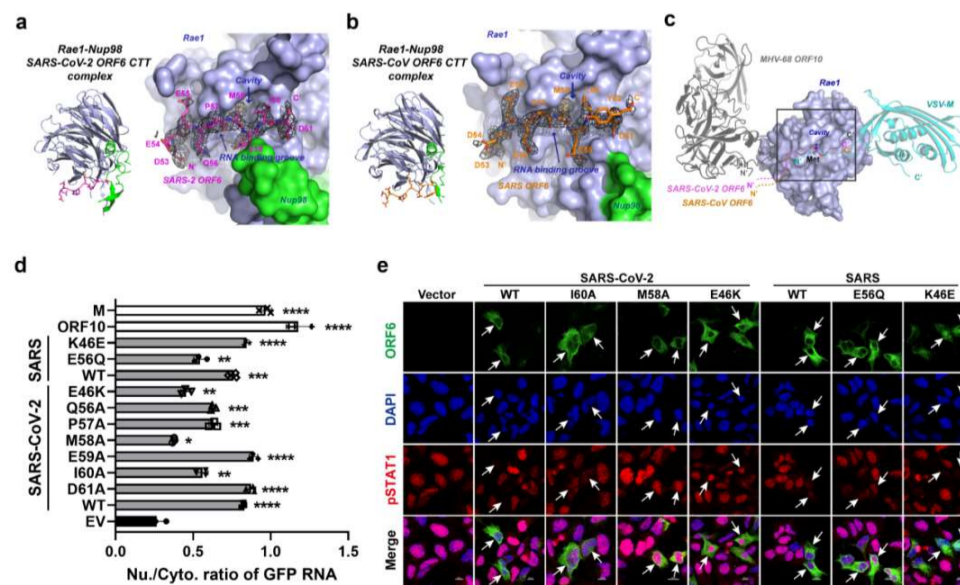 a
Rae1-Nup98
SARS-CoV-2 ORF6 CTT
complex
Rae1
Cavity
E55
P57
M58
E54
D53
N'
Q56
D61
C'
RNA binding groove
SARS-2 ORF6
Nup98
b
Rae1-Nup98
SARS-CoV ORF6 CTT
complex
Rae1
Cavity
D54
D53
N'
C'
RNA binding groove
SARS ORF6
Nup98
c
MHV-68 ORF10
Rae1
VSV-M
Cavity
Met
C'
N'
SARS-CoV-2 ORF6
N'
SARS-CoV ORF6
N'
d
M
****
ORF10
****
SARS
K46E
****
E56Q
**
WT
***
SARS-CoV-2
E46K
**
Q56A
***
P57A
***
M58A
*
E59A
****
I60A
**
D61A
****
WT
****
EV
0.0 0.5 1.0 1.5
Nu./Cyto. ratio of GFP RNA
e
SARS-CoV-2 SARS
Vector WT I60A M58A E46K WT E56Q K46E
ORF6
DAPI
pSTAT1
Merge